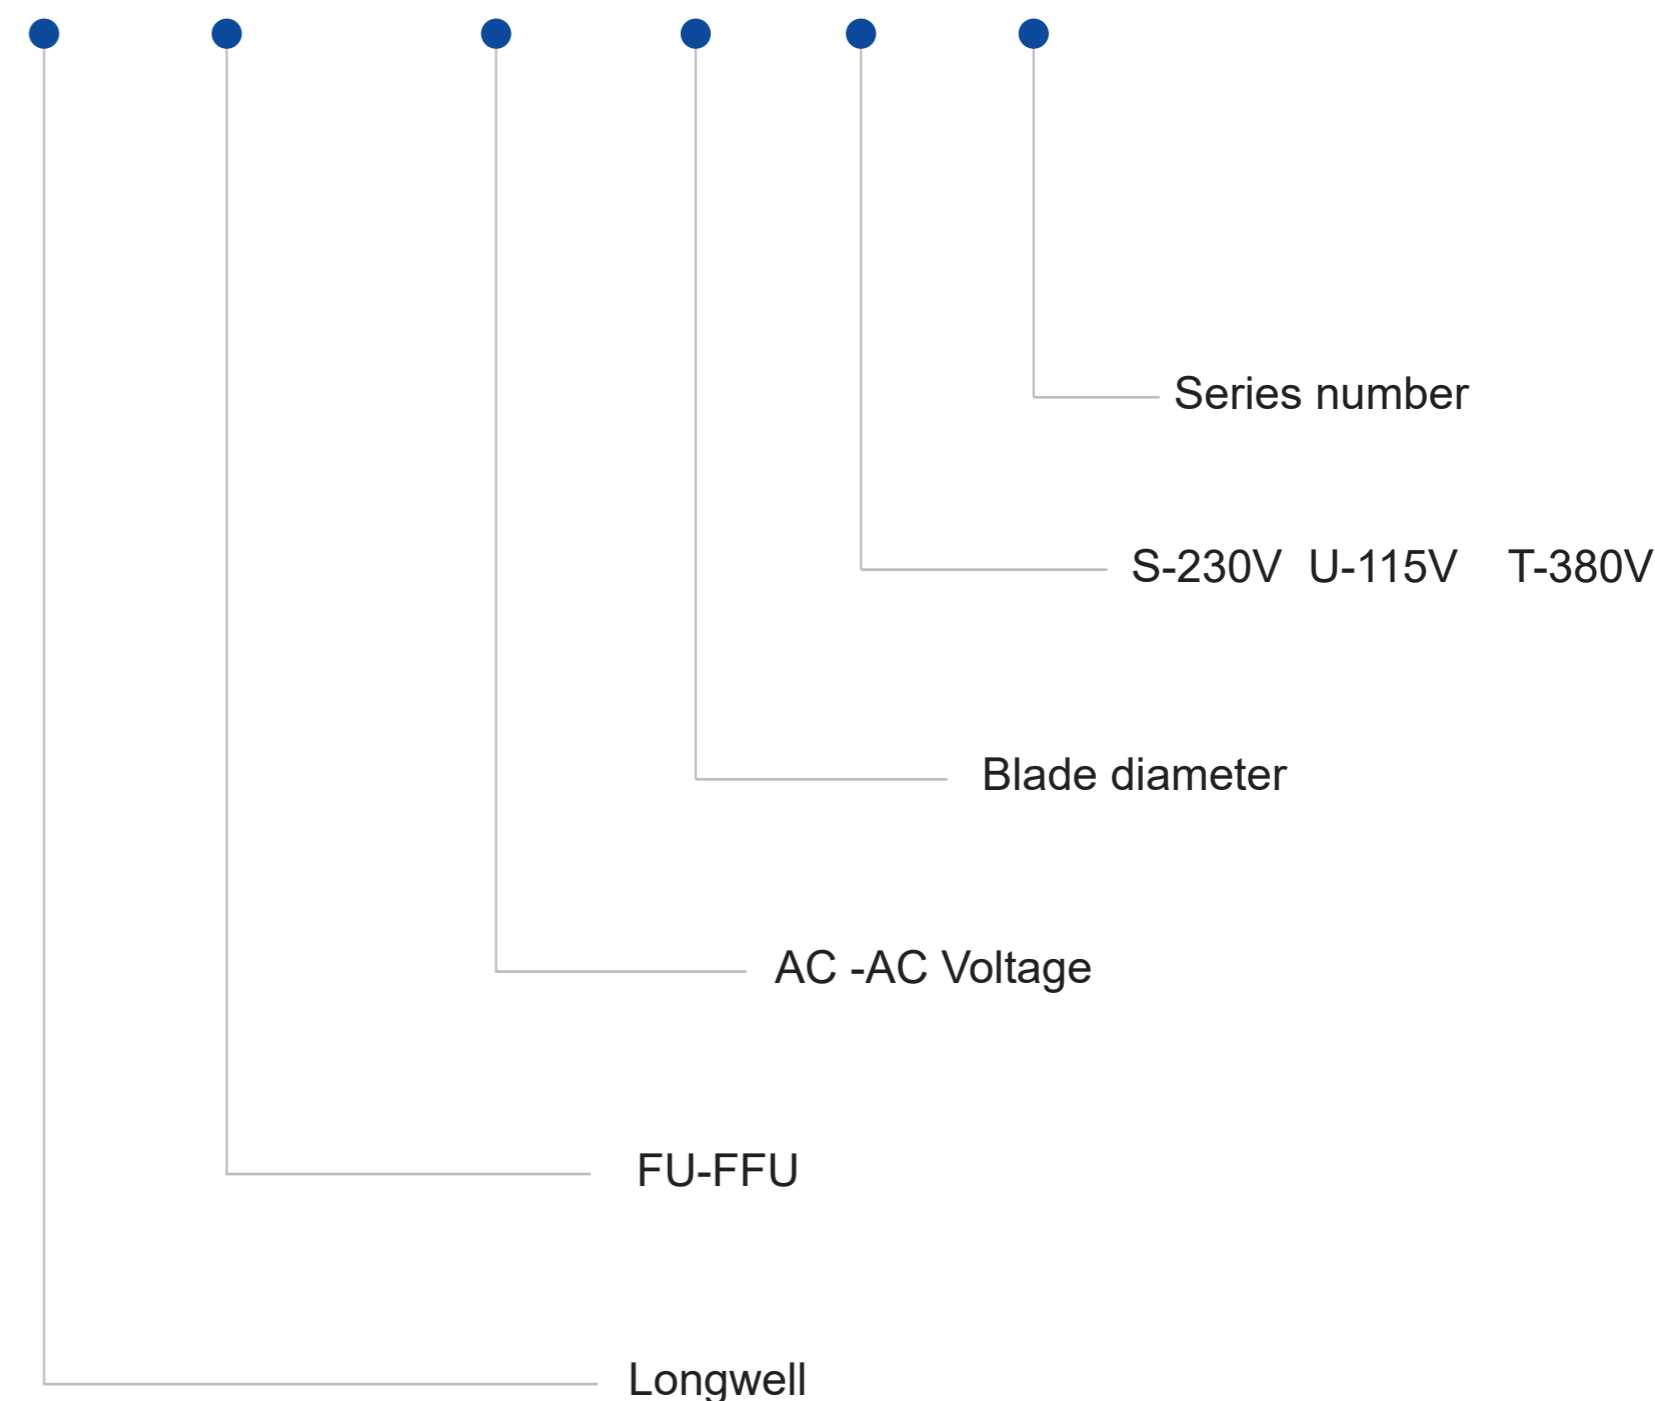 Series number
S-230V U-115V T-380V
Blade diameter
AC -AC Voltage
FU-FFU
Longwell